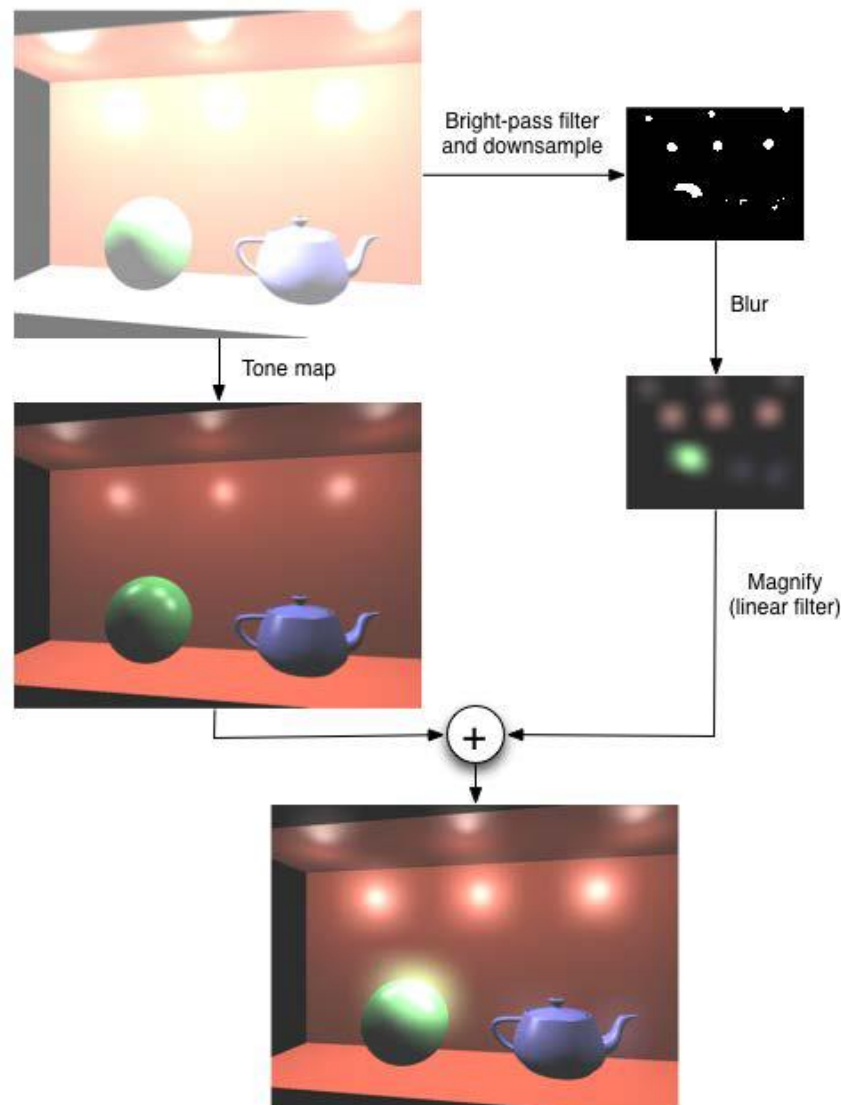 Bright-pass filter
and downsample
Blur
Tone map
Magnify
(linear filter)
+